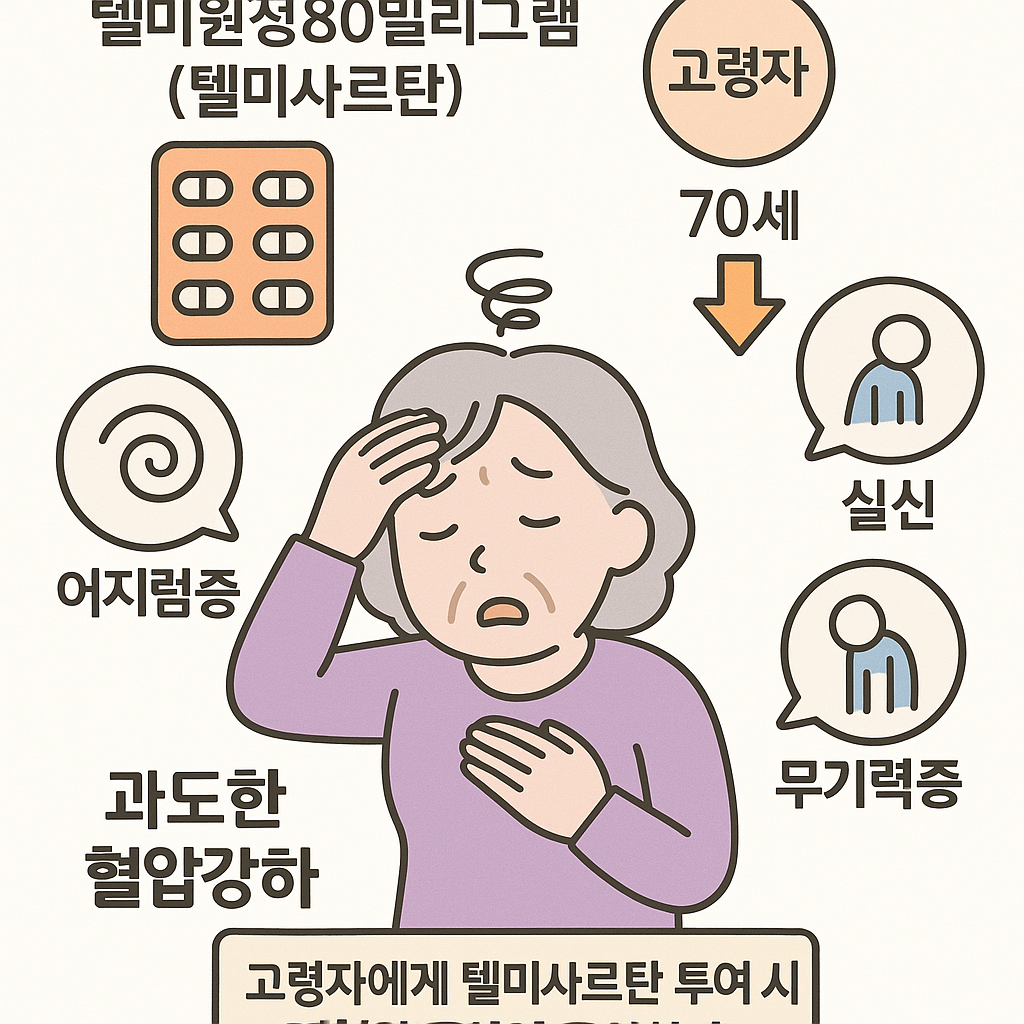 텔미원정80밀리그램
(텔미사르탄)
고령자
70세
어지럼증
실신
무기력증
과도한
혈압강하
고령자에게 텔미사르탄 투여 시